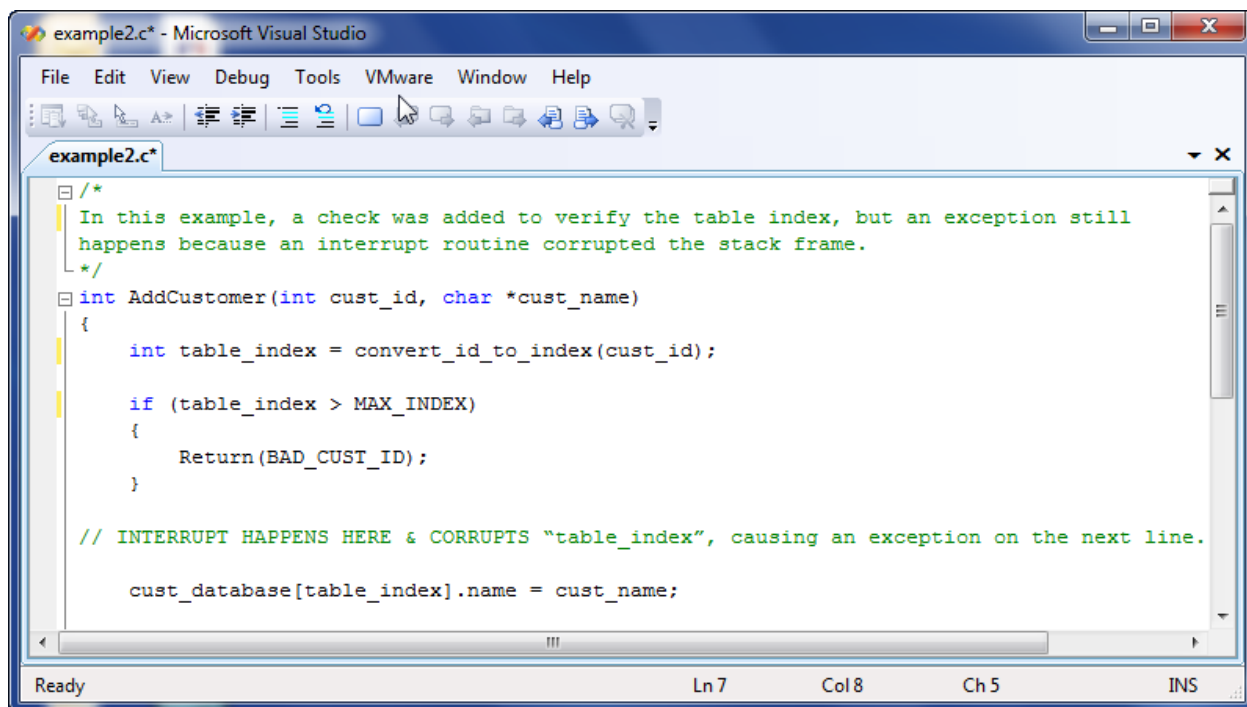 example2.c* - Microsoft Visual Studio
File Edit View Debug Tools VMware Window Help
example2.c*
/*
In this example, a check was added to verify the table index, but an exception still
happens because an interrupt routine corrupted the stack frame.
*/
int AddCustomer(int cust_id, char *cust_name)
{
int table_index = convert_id_to_index(cust_id);
if (table_index > MAX_INDEX)
{
Return(BAD_CUST_ID);
}
// INTERRUPT HAPPENS HERE & CORRUPTS “table_index”, causing an exception on the next line.
cust_database[table_index].name = cust_name;
Ready Ln 7 Col 8 Ch 5 INS